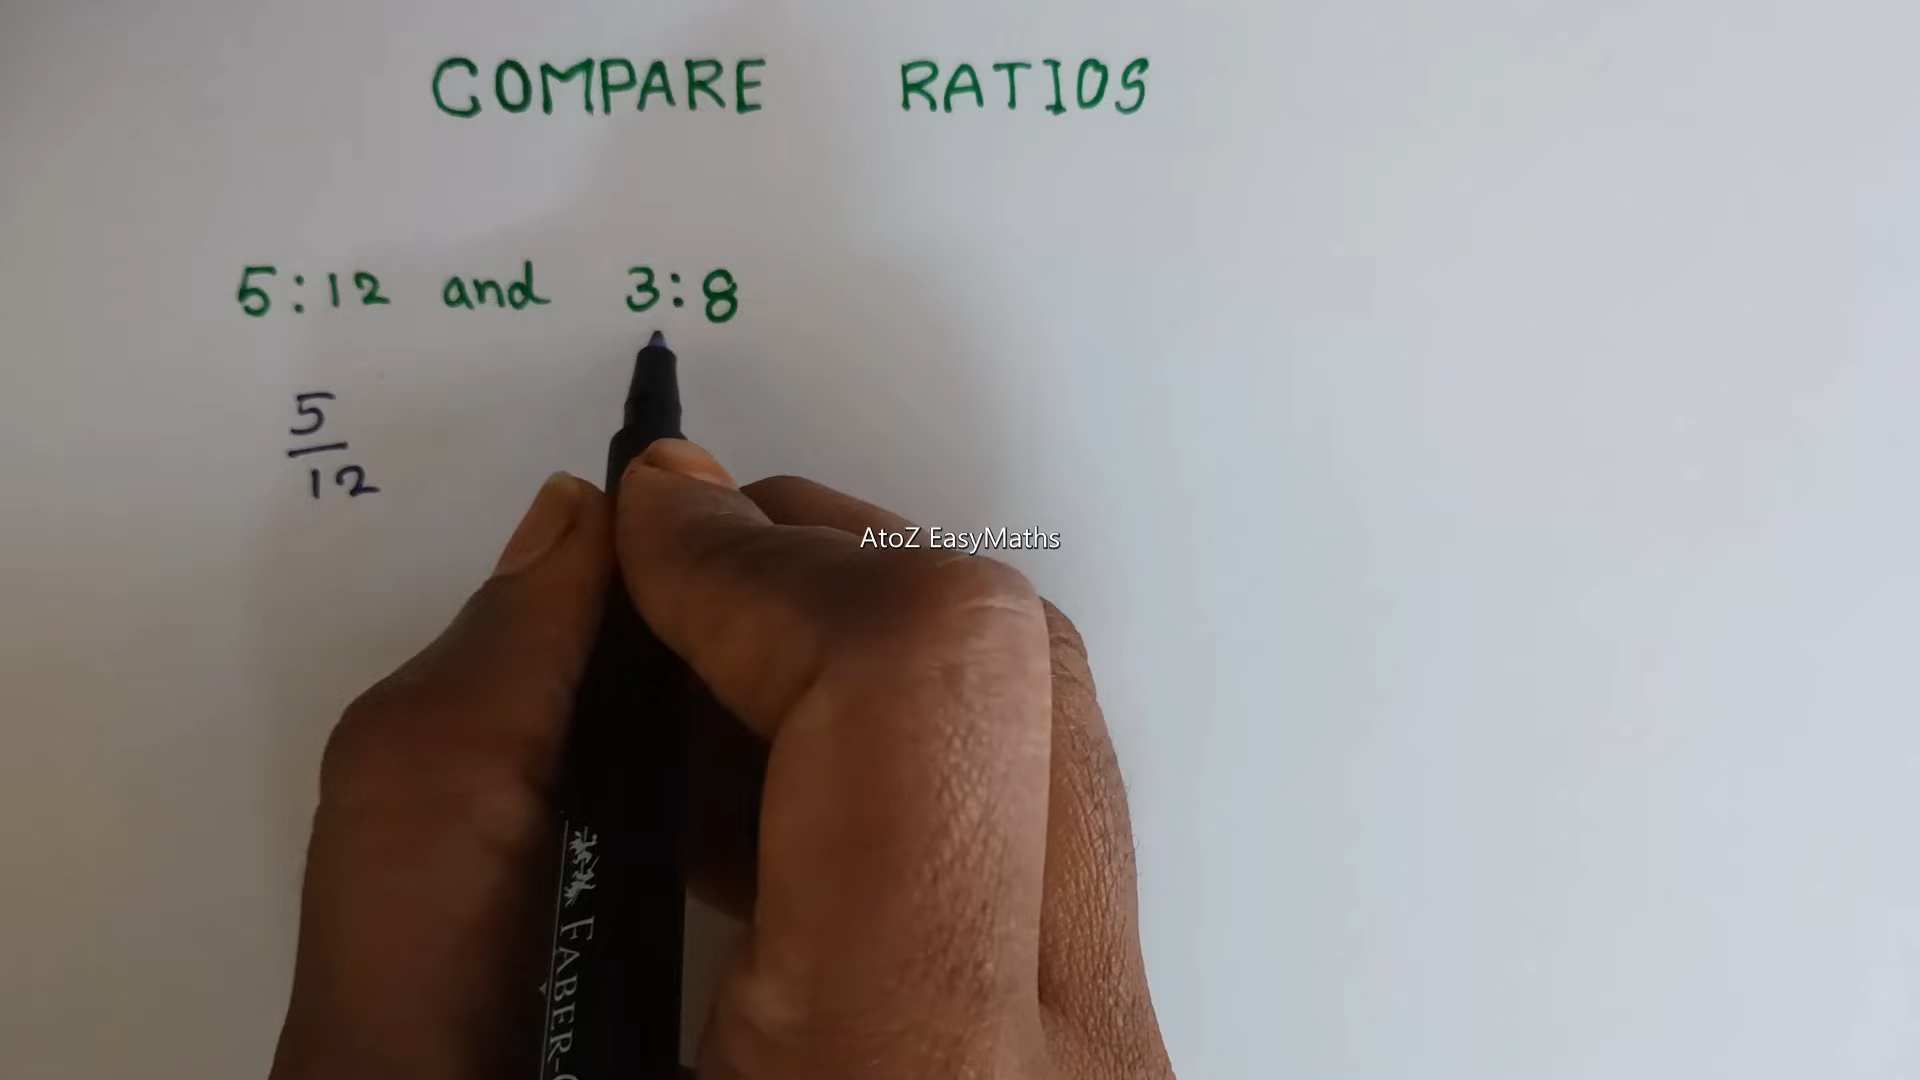 COMPARE RATIOS
5:12 and 3:8
5
12
AtoZ EasyMaths
FABER-